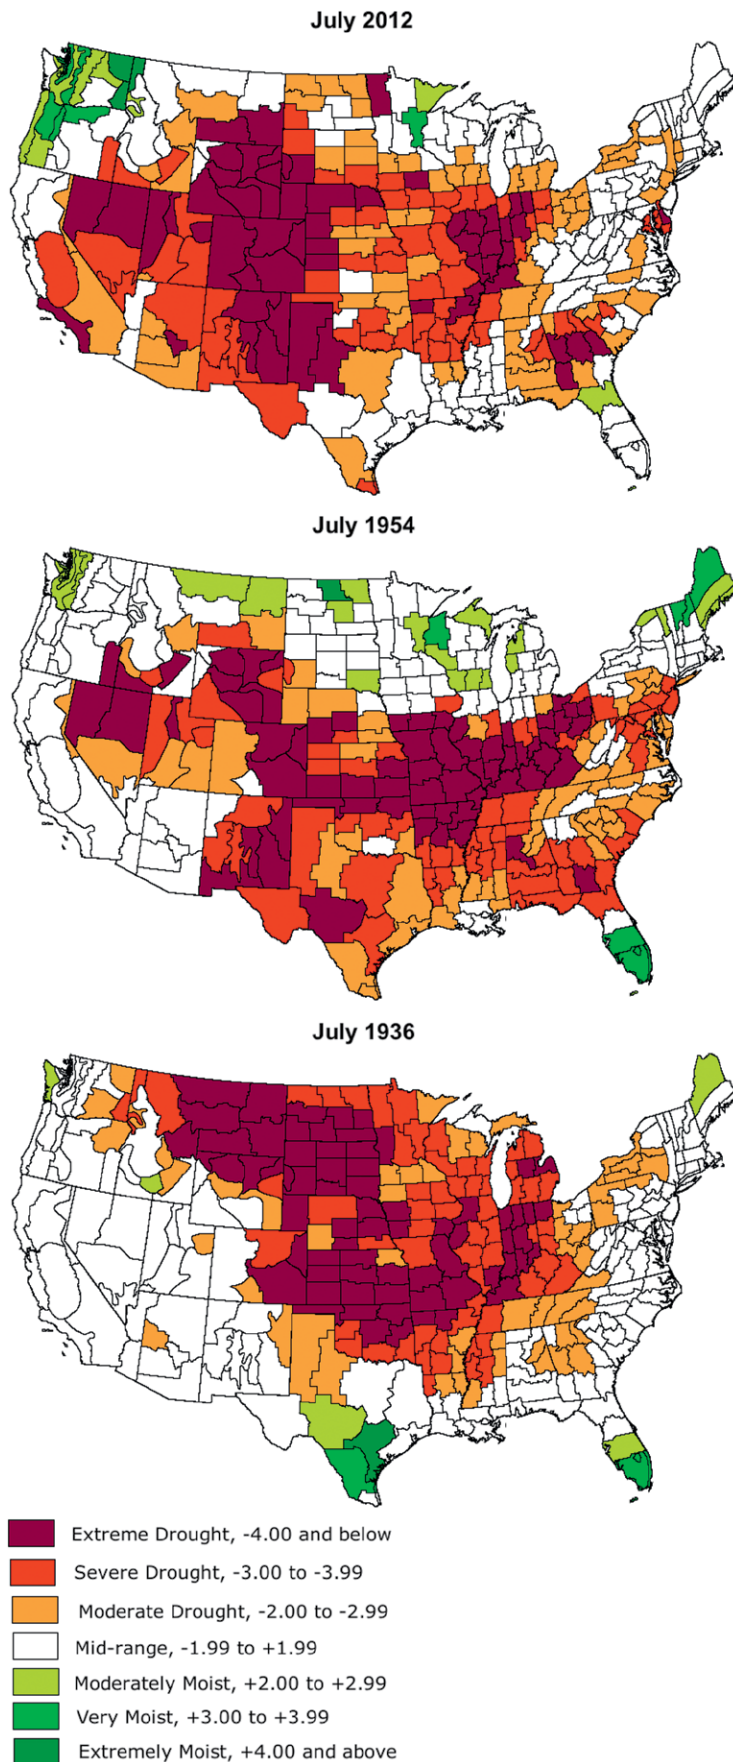 July 2012
July 1954
July 1936
Extreme Drought, -4.00 and below
Severe Drought, -3.00 to -3.99
Moderate Drought, -2.00 to -2.99
Mid-range, -1.99 to +1.99
Moderately Moist, +2.00 to +2.99
Very Moist, +3.00 to +3.99
Extremely Moist, +4.00 and above